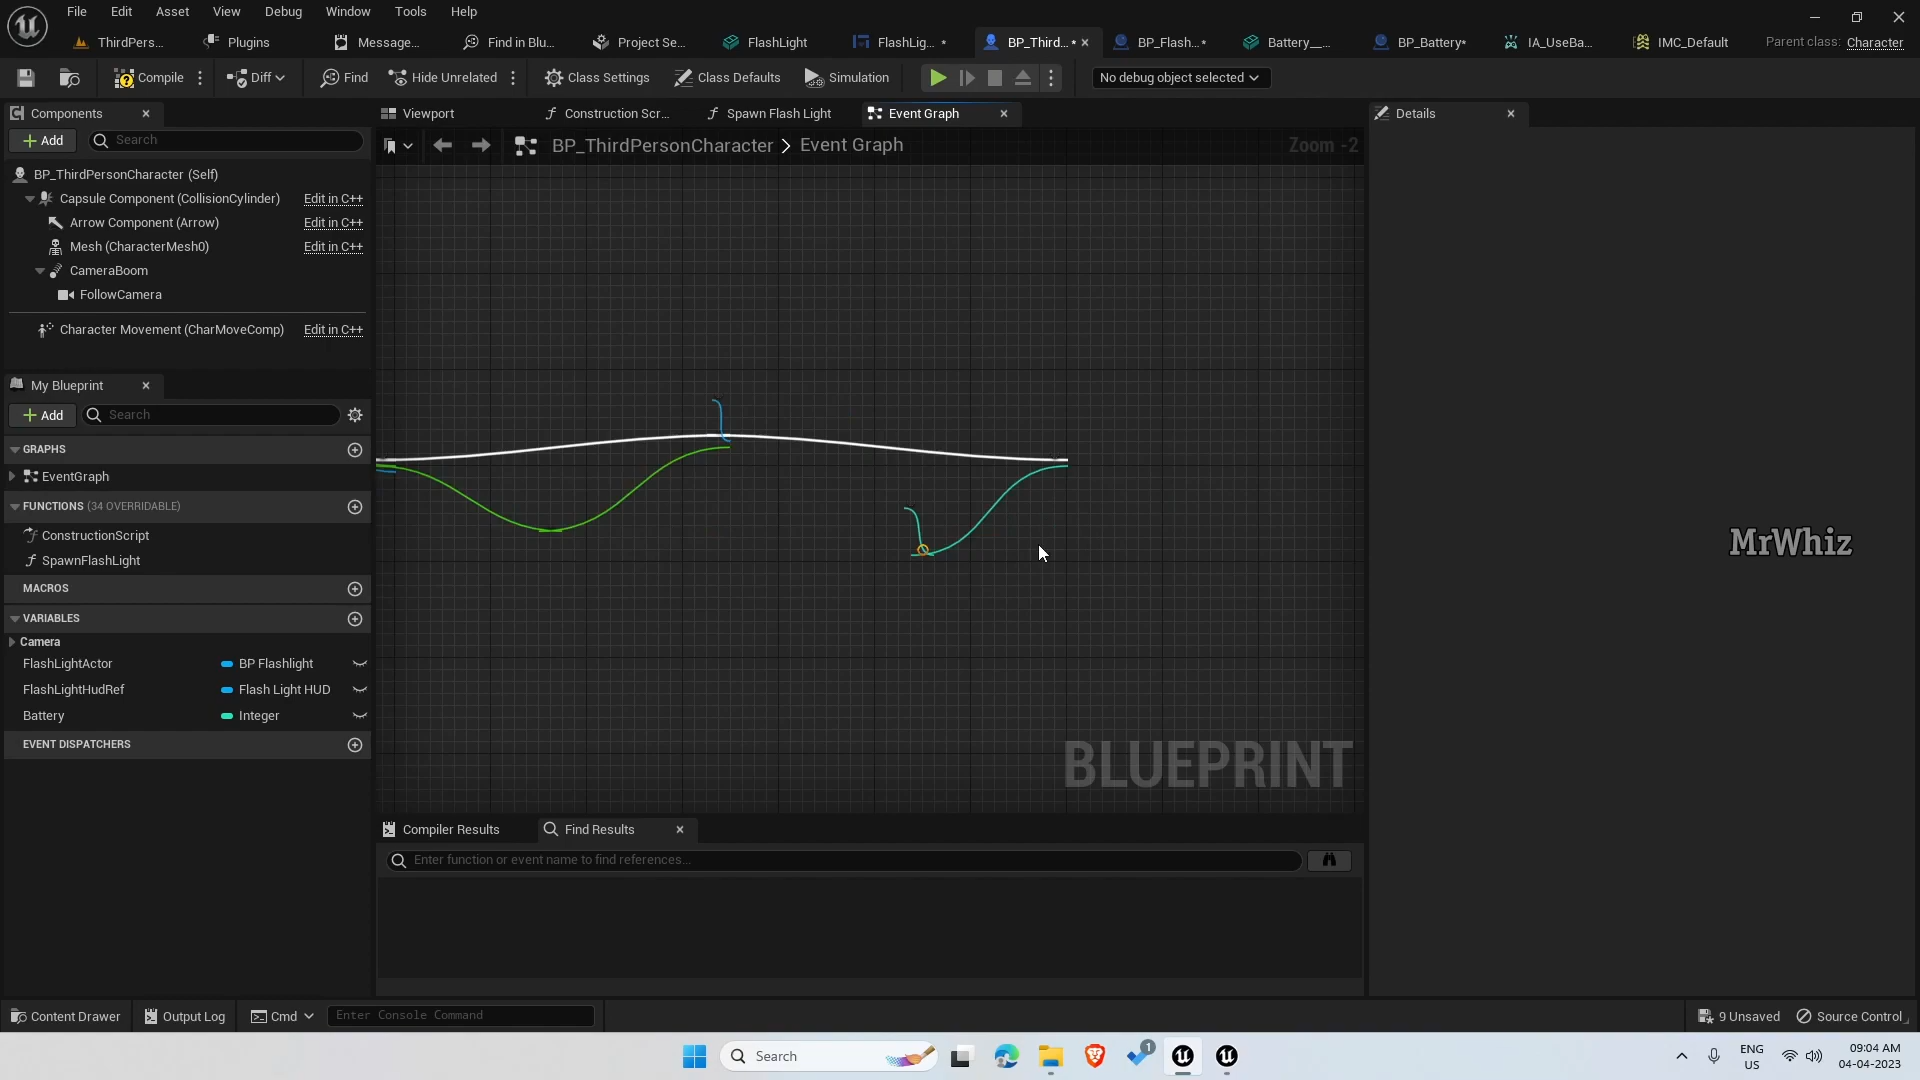 File Edit Asset View Debug Window Tools Help
ThirdPers... Plugins Message... Find in Blu... Project Se... FlashLight FlashLig... * BP_Third... * BP_Flash...* Battery__... BP_Battery* IA_UseBa... IMC_Default Parent class: Character
Compile Diff Find Hide Unrelated Class Settings Class Defaults Simulation No debug object selected
Components
Viewport Construction Scr... Spawn Flash Light Event Graph
Details
Add Search
BP_ThirdPersonCharacter > Event Graph
Zoom -2
BP_ThirdPersonCharacter (Self)
Capsule Component (CollisionCylinder) Edit in C++
Arrow Component (Arrow) Edit in C++
Mesh (CharacterMesh0) Edit in C++
CameraBoom
FollowCamera
Character Movement (CharMoveComp) Edit in C++
My Blueprint
Add Search
GRAPHS
EventGraph
FUNCTIONS (34 OVERRIDABLE)
ConstructionScript
SpawnFlashLight
MACROS
VARIABLES
Camera
FlashLightActor BP Flashlight
FlashLightHudRef Flash Light HUD
Battery Integer
EVENT DISPATCHERS
MrWhiz
BLUEPRINT
Compiler Results Find Results
Enter function or event name to find references...
Content Drawer Output Log Cmd Enter Console Command
9 Unsaved Source Control
Search
1
ENG
US
09:04 AM
04-04-2023